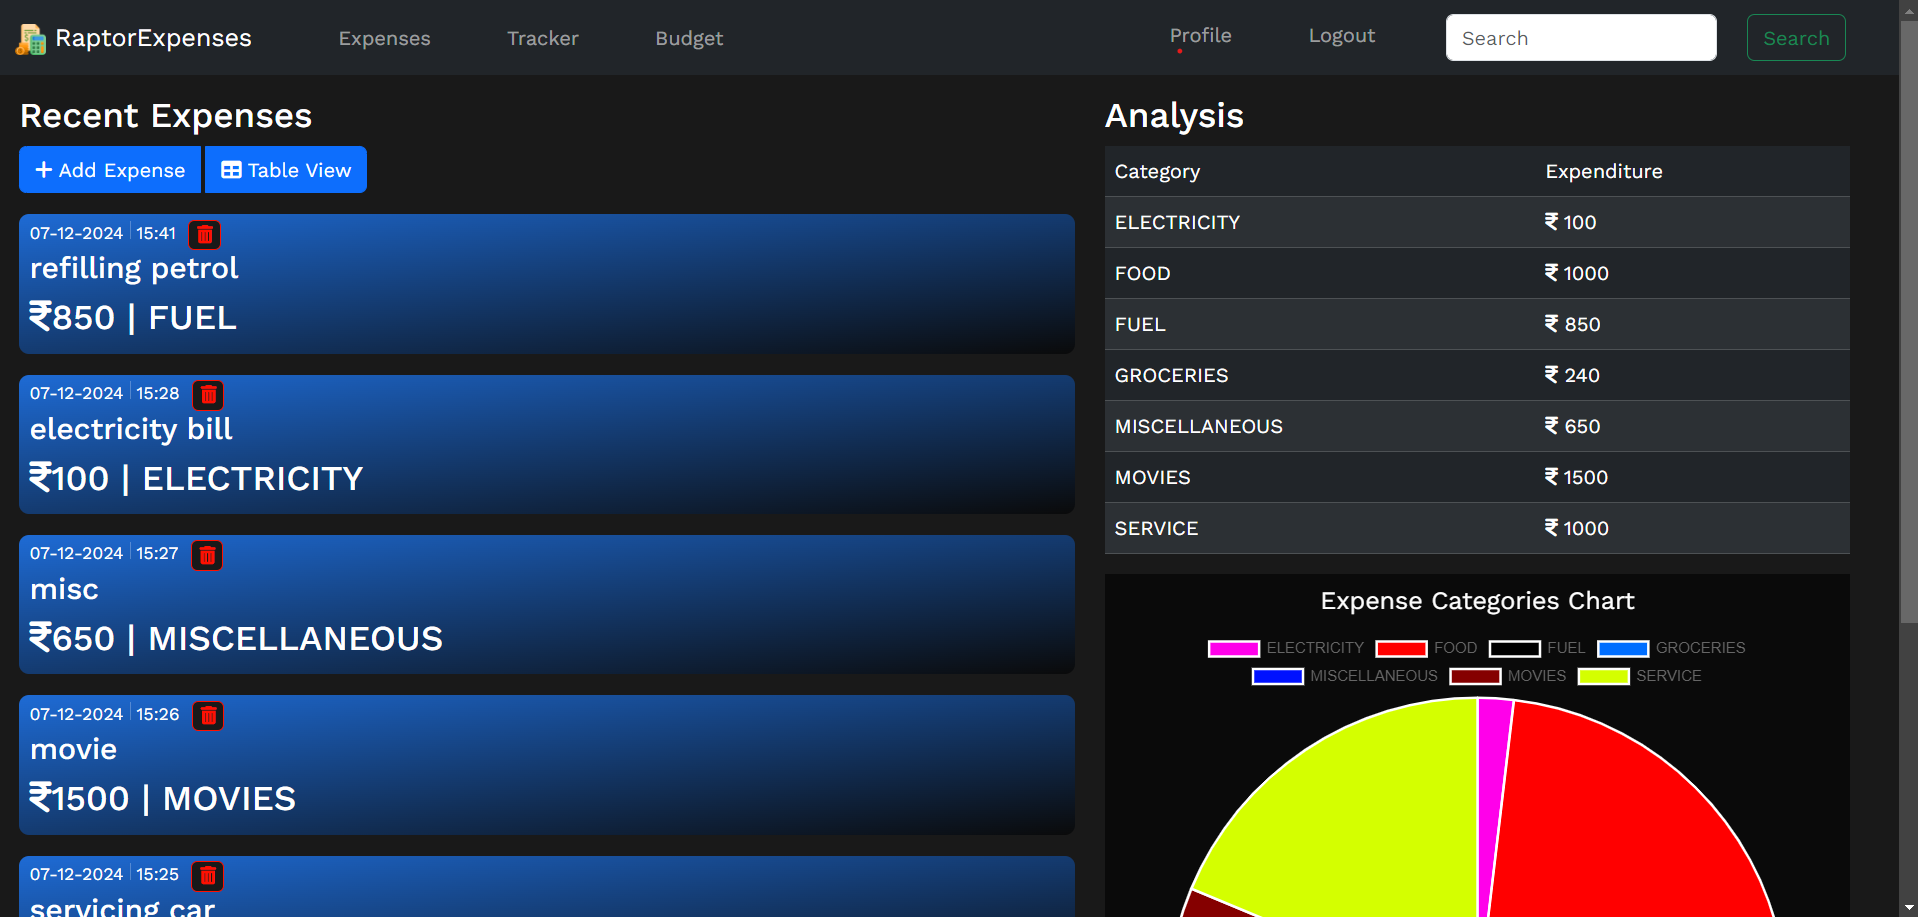 RaptorExpenses Expenses Tracker Budget Profile Logout Search Search
Recent Expenses
Add Expense Table View
07-12-2024 15:41
refilling petrol
₹850 | FUEL
07-12-2024 15:28
electricity bill
₹100 | ELECTRICITY
07-12-2024 15:27
misc
₹650 | MISCELLANEOUS
07-12-2024 15:26
movie
₹1500 | MOVIES
07-12-2024 15:25
servicing car
Analysis
Category Expenditure
ELECTRICITY ₹ 100
FOOD ₹ 1000
FUEL ₹ 850
GROCERIES ₹ 240
MISCELLANEOUS ₹ 650
MOVIES ₹ 1500
SERVICE ₹ 1000
Expense Categories Chart
ELECTRICITY FOOD FUEL GROCERIES
MISCELLANEOUS MOVIES SERVICE